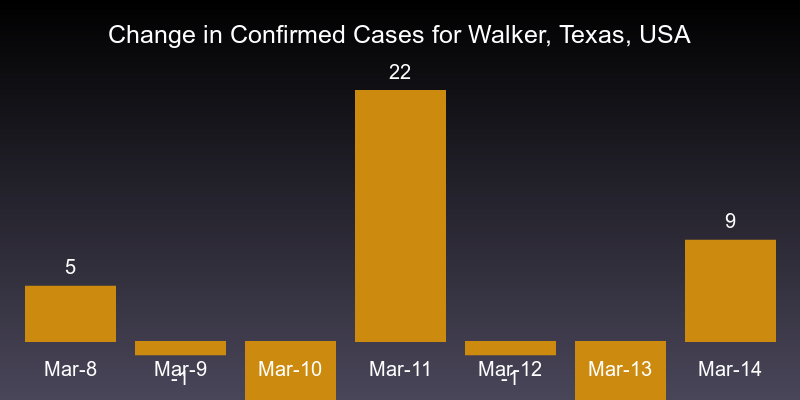 Change in Confirmed Cases for Walker, Texas, USA
22
9
5
Mar-8 Mar-9 Mar-10 Mar-11 Mar-12 Mar-13 Mar-14
-1 -1